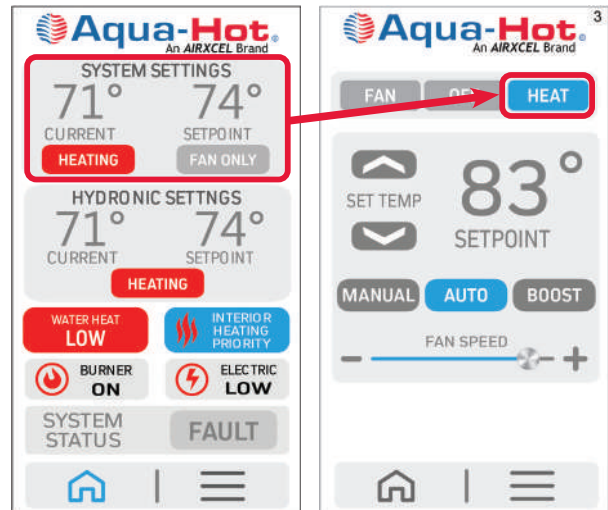 Aqua-Hot®
An AIRXCEL Brand
SYSTEM SETTINGS
71° 74°
CURRENT SETPOINT
HEATING FAN ONLY
HYDRONIC SETTNGS
71° 74°
CURRENT SETPOINT
HEATING
WATER HEAT
LOW
INTERIOR
HEATING
PRIORITY
BURNER
ON
ELECTRIC
LOW
SYSTEM
STATUS
FAULT
3
Aqua-Hot®
An AIRXCEL Brand
FAN HEAT
SET TEMP
83°
SETPOINT
MANUAL AUTO BOOST
FAN SPEED
− +